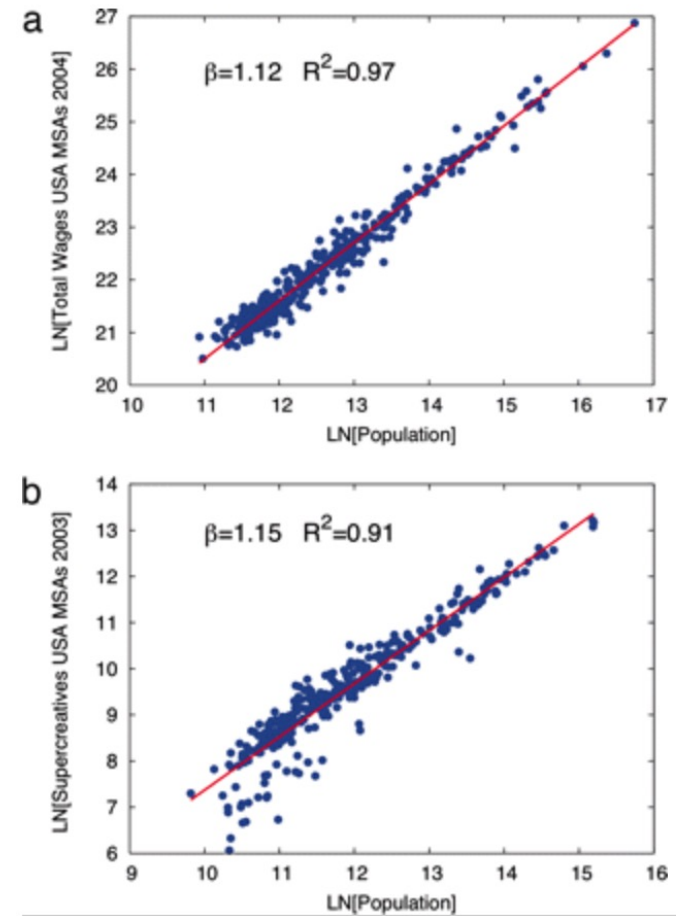 a
LN[Total Wages USA MSAs 2004]
27
26
25
24
23
22
21
20
β=1.12 R²=0.97
10 11 12 13 14 15 16 17
LN[Population]
b
LN[Supercreatives USA MSAs 2003]
14
13
12
11
10
9
8
7
6
β=1.15 R²=0.91
9 10 11 12 13 14 15 16
LN[Population]